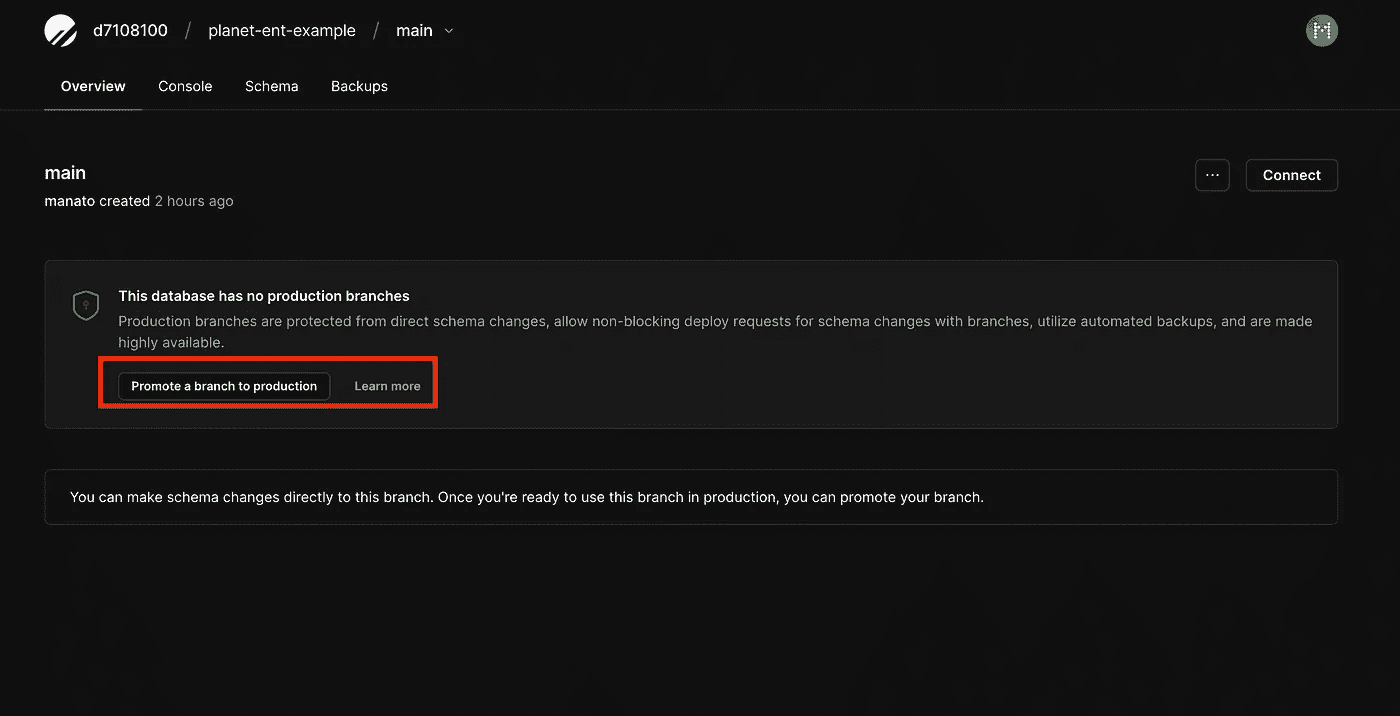 d7108100 / planet-ent-example / main
Overview Console Schema Backups
main
... Connect
manato created 2 hours ago
This database has no production branches
Production branches are protected from direct schema changes, allow non-blocking deploy requests for schema changes with branches, utilize automated backups, and are made
highly available.
Promote a branch to production Learn more
You can make schema changes directly to this branch. Once you're ready to use this branch in production, you can promote your branch.